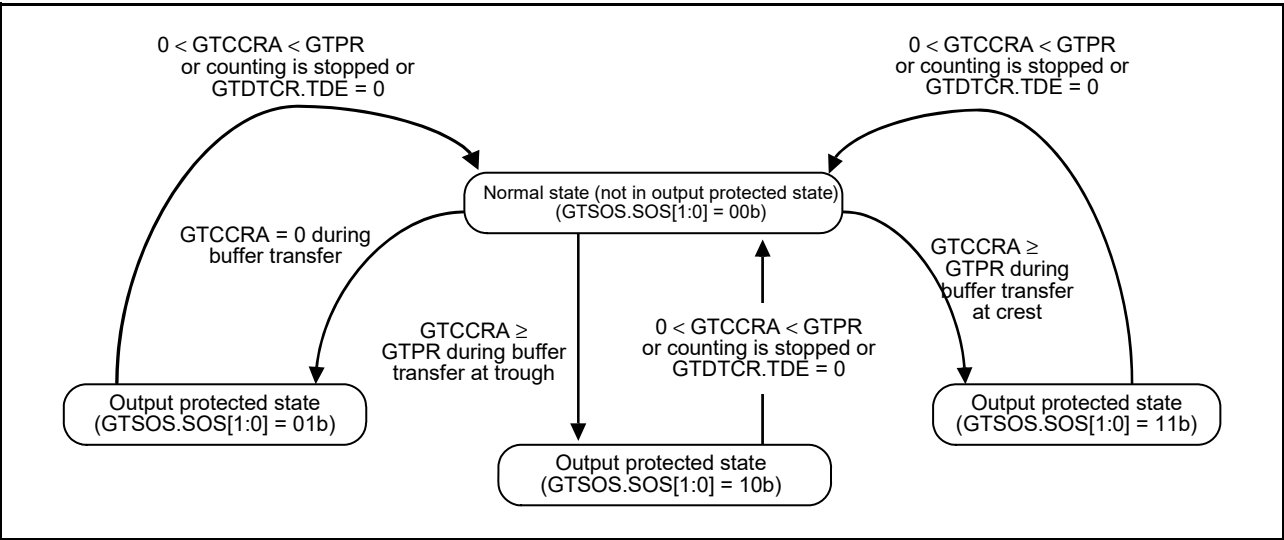 0 < GTCCRA < GTPR
or counting is stopped or
GTDTCR.TDE = 0
0 < GTCCRA < GTPR
or counting is stopped or
GTDTCR.TDE = 0
Normal state (not in output protected state)
(GTSOS.SOS[1:0] = 00b)
GTCCRA = 0 during
buffer transfer
GTCCRA ≥
GTPR during
buffer transfer
at crest
GTCCRA ≥
GTPR during buffer
transfer at trough
0 < GTCCRA < GTPR
or counting is stopped or
GTDTCR.TDE = 0
Output protected state
(GTSOS.SOS[1:0] = 01b)
Output protected state
(GTSOS.SOS[1:0] = 11b)
Output protected state
(GTSOS.SOS[1:0] = 10b)